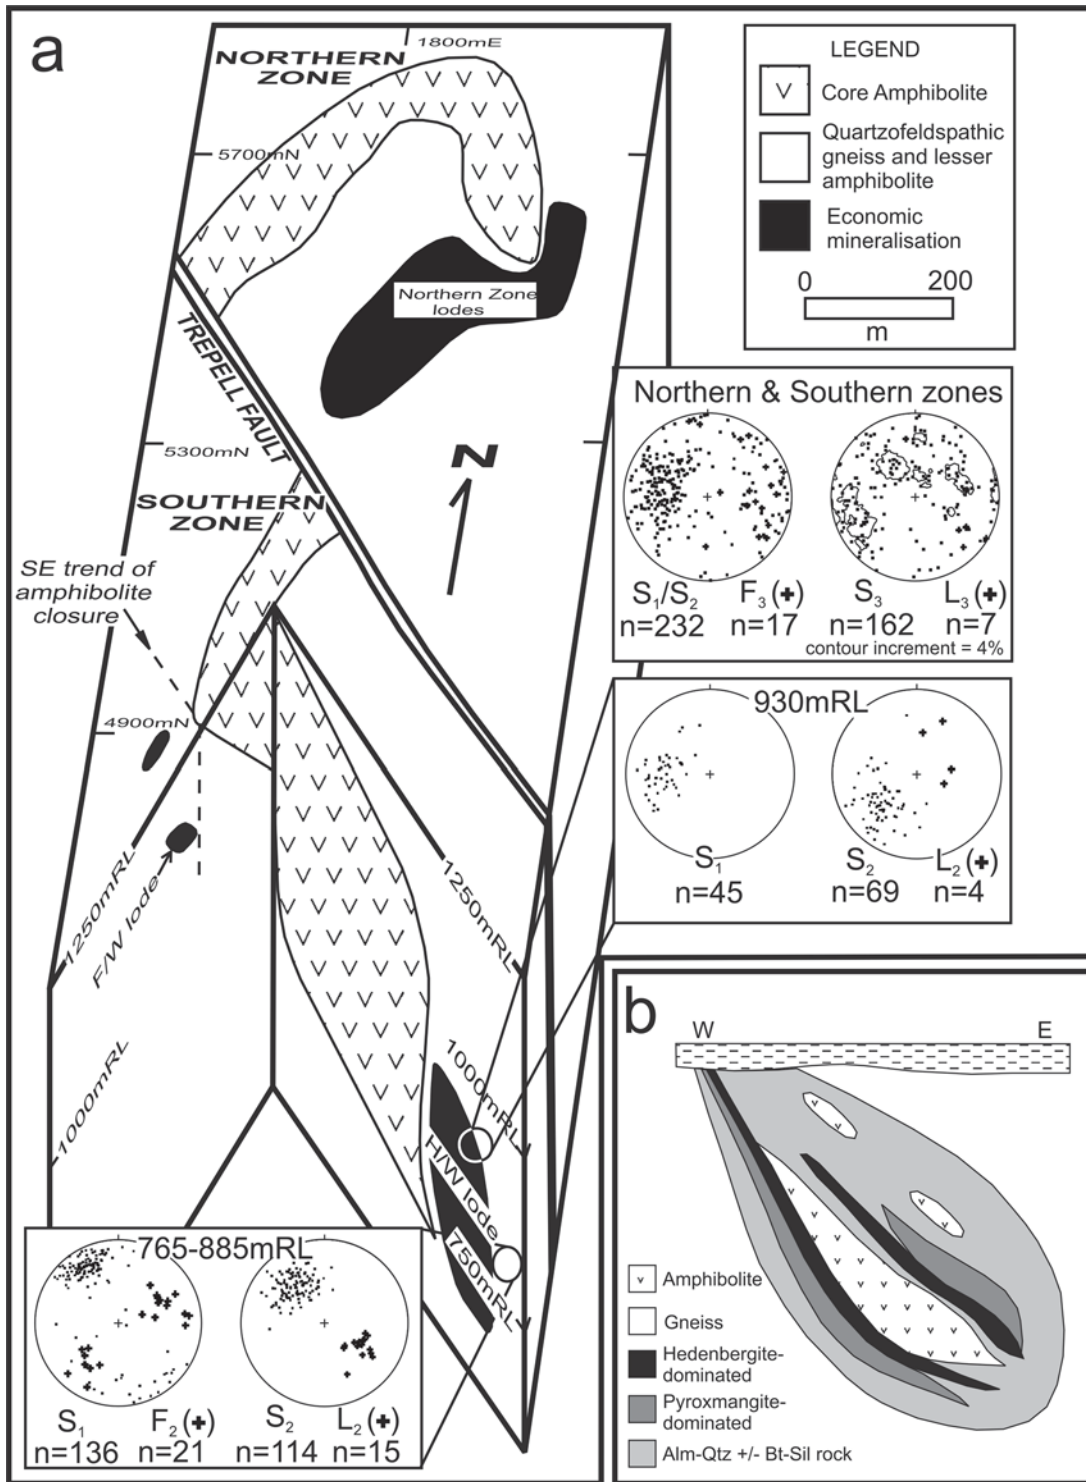 a
NORTHERN
ZONE
1800mE
5700mN
Northern Zone
lodes
TREPELL FAULT
5300mN
SOUTHERN
ZONE
N
SE trend of
amphibolite
closure
4900mN
1250mRL
F/W lode
1000mRL
1250mRL
1000mRL
H/W lode
750mRL
LEGEND
Core Amphibolite
Quartzofeldspathic
gneiss and lesser
amphibolite
Economic
mineralisation
0 200
m
Northern & Southern zones
S₁/S₂ F₃ (+) S₃ L₃ (+)
n=232 n=17 n=162 n=7
contour increment = 4%
930mRL
S₁ S₂ L₂ (+)
n=45 n=69 n=4
765-885mRL
S₁ F₂ (+) S₂ L₂ (+)
n=136 n=21 n=114 n=15
b
W E
Amphibolite
Gneiss
Hedenbergite-
dominated
Pyroxmangite-
dominated
Alm-Qtz +/- Bt-Sil rock